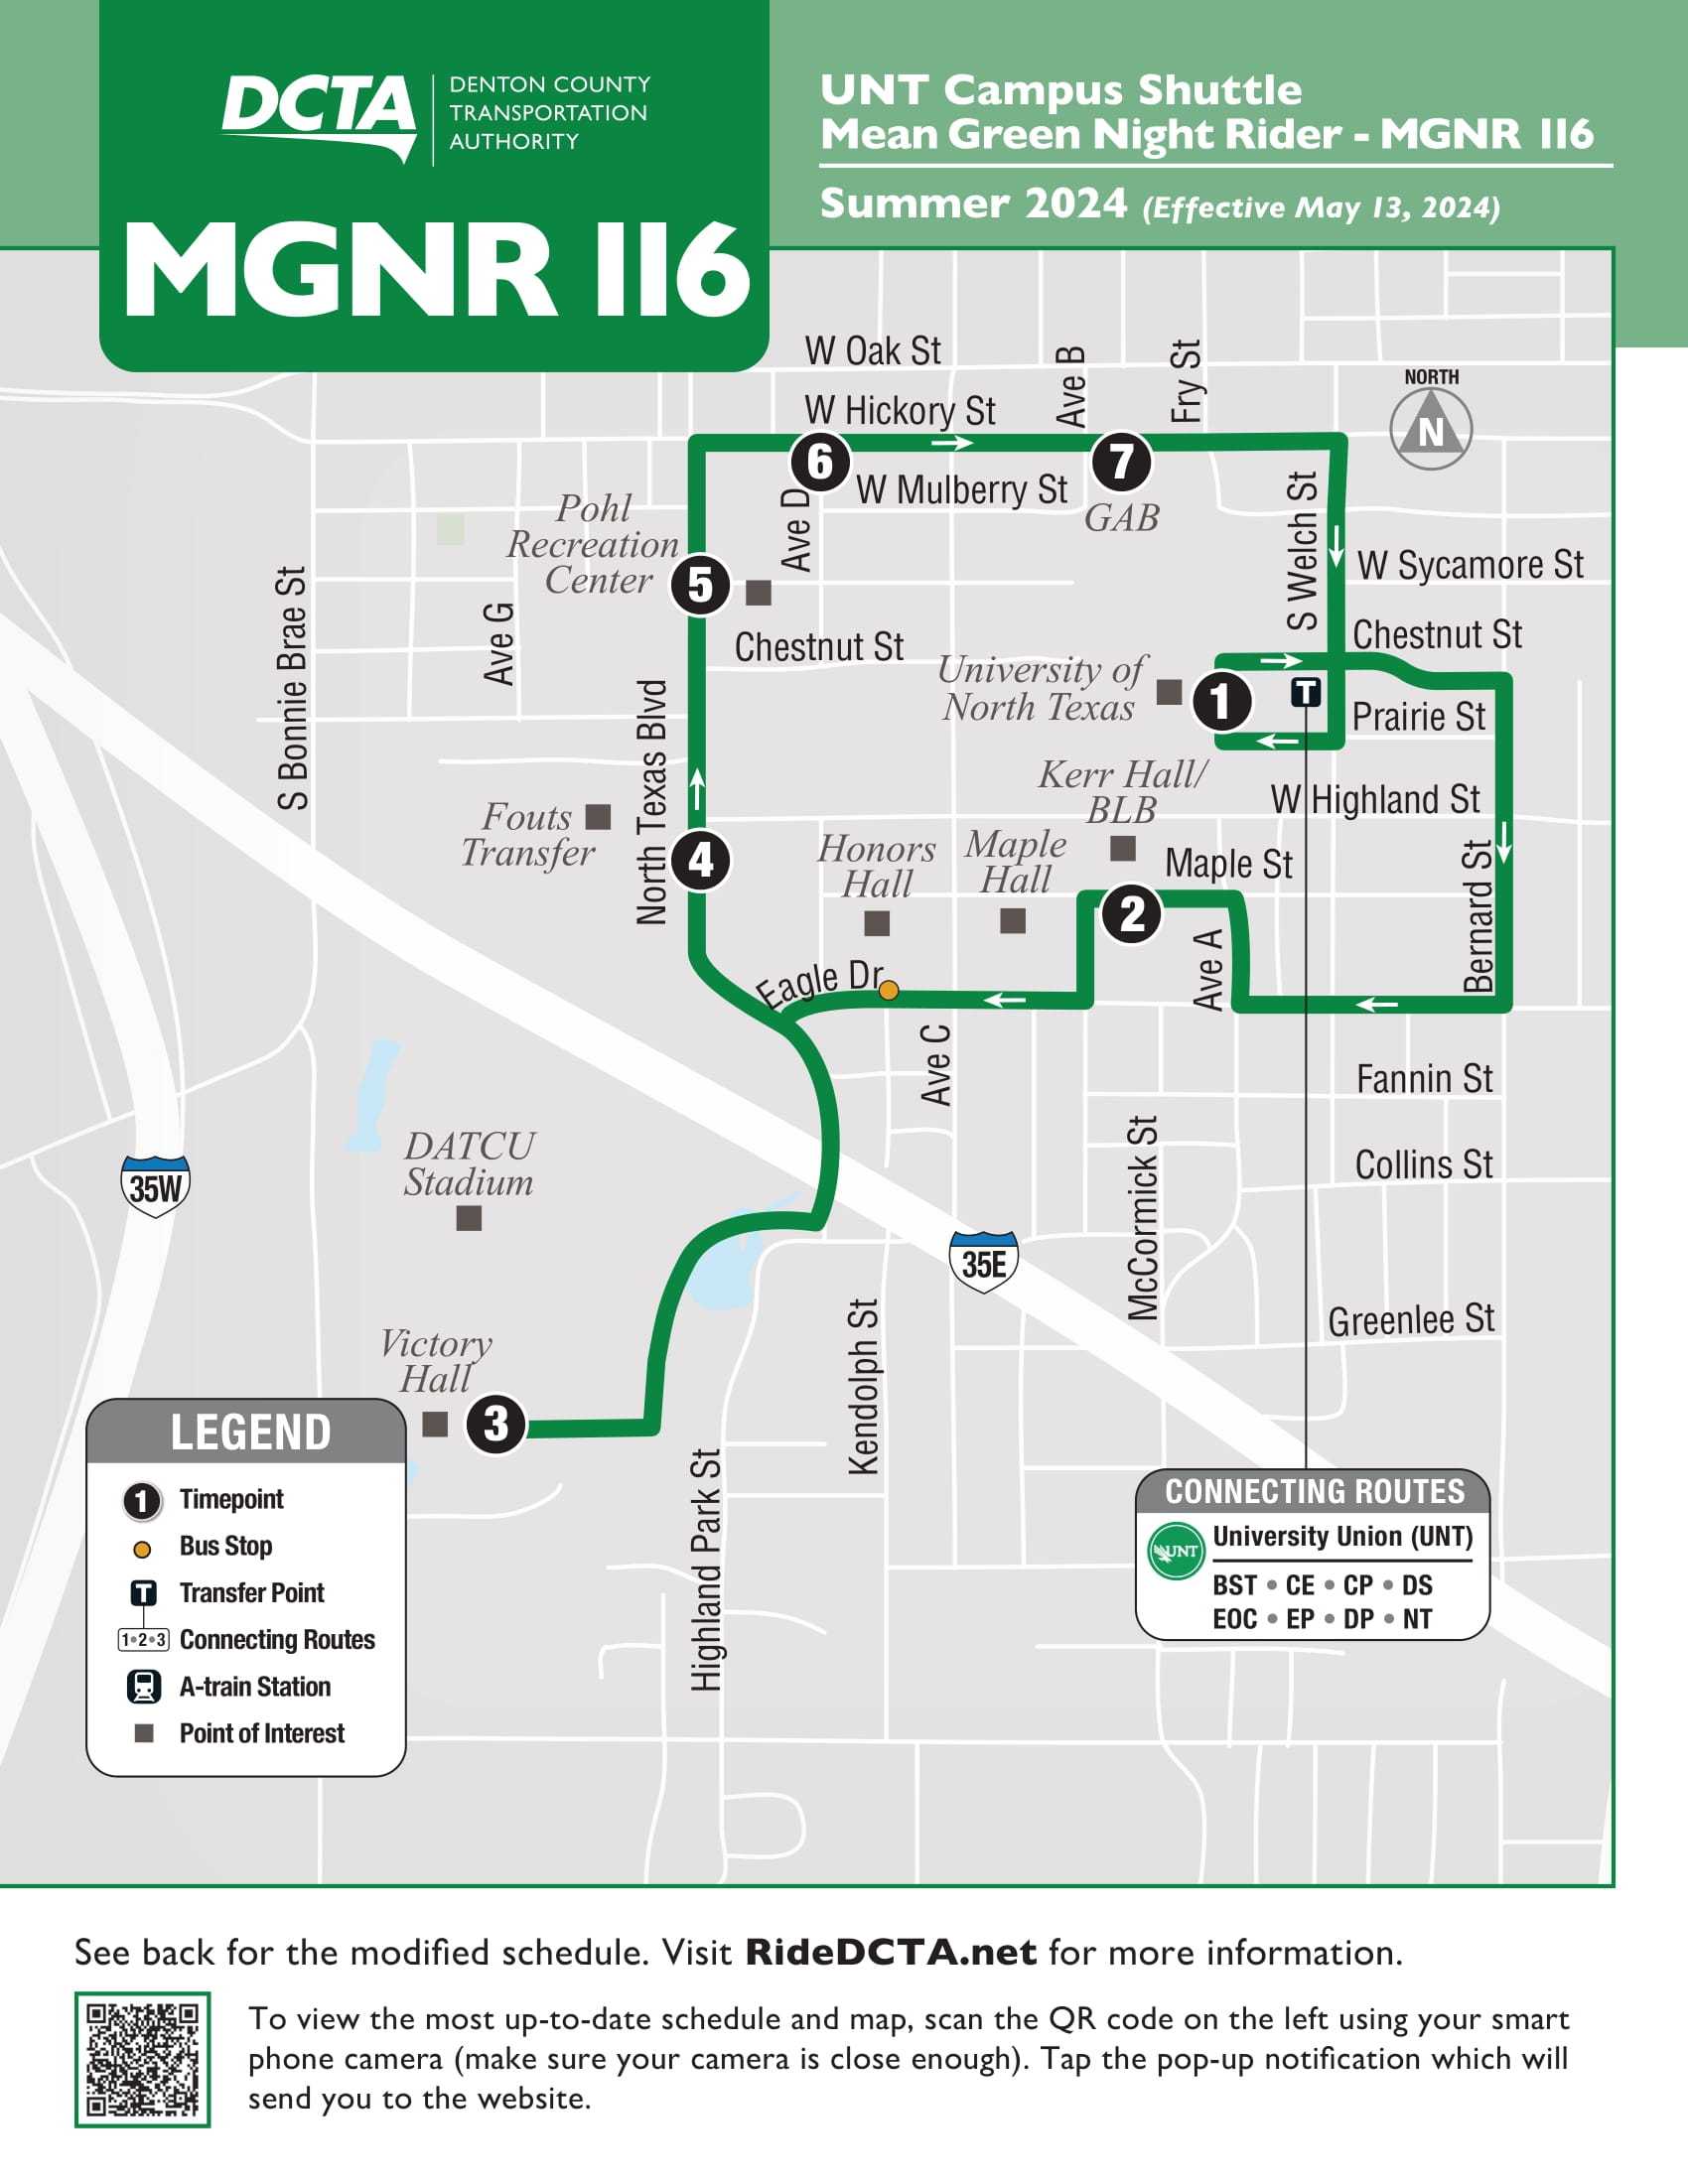 DCTA
DENTON COUNTY
TRANSPORTATION
AUTHORITY
MGNR 116
UNT Campus Shuttle
Mean Green Night Rider - MGNR 116
Summer 2024 (Effective May 13, 2024)
W Oak St
W Hickory St
Ave B
Fry St
NORTH
N
6
7
W Mulberry St
GAB
Ave D
Pohl
Recreation
Center
5
S Welch St
W Sycamore St
S Bonnie Brae St
Ave G
Chestnut St
Chestnut St
University of
North Texas
1
T
Prairie St
North Texas Blvd
Kerr Hall/
BLB
W Highland St
Fouts
Transfer
4
Honors
Hall
Maple
Hall
Maple St
2
Bernard St
Ave A
Eagle Dr
Ave C
Fannin St
DATCU
Stadium
35W
McCormick St
Collins St
35E
Kendolph St
Greenlee St
Victory
Hall
3
Highland Park St
LEGEND
1 Timepoint
Bus Stop
T Transfer Point
1•2•3 Connecting Routes
A-train Station
Point of Interest
CONNECTING ROUTES
UNT
University Union (UNT)
BST • CE • CP • DS
EOC • EP • DP • NT
See back for the modified schedule. Visit RideDCTA.net for more information.
To view the most up-to-date schedule and map, scan the QR code on the left using your smart
phone camera (make sure your camera is close enough). Tap the pop-up notification which will
send you to the website.